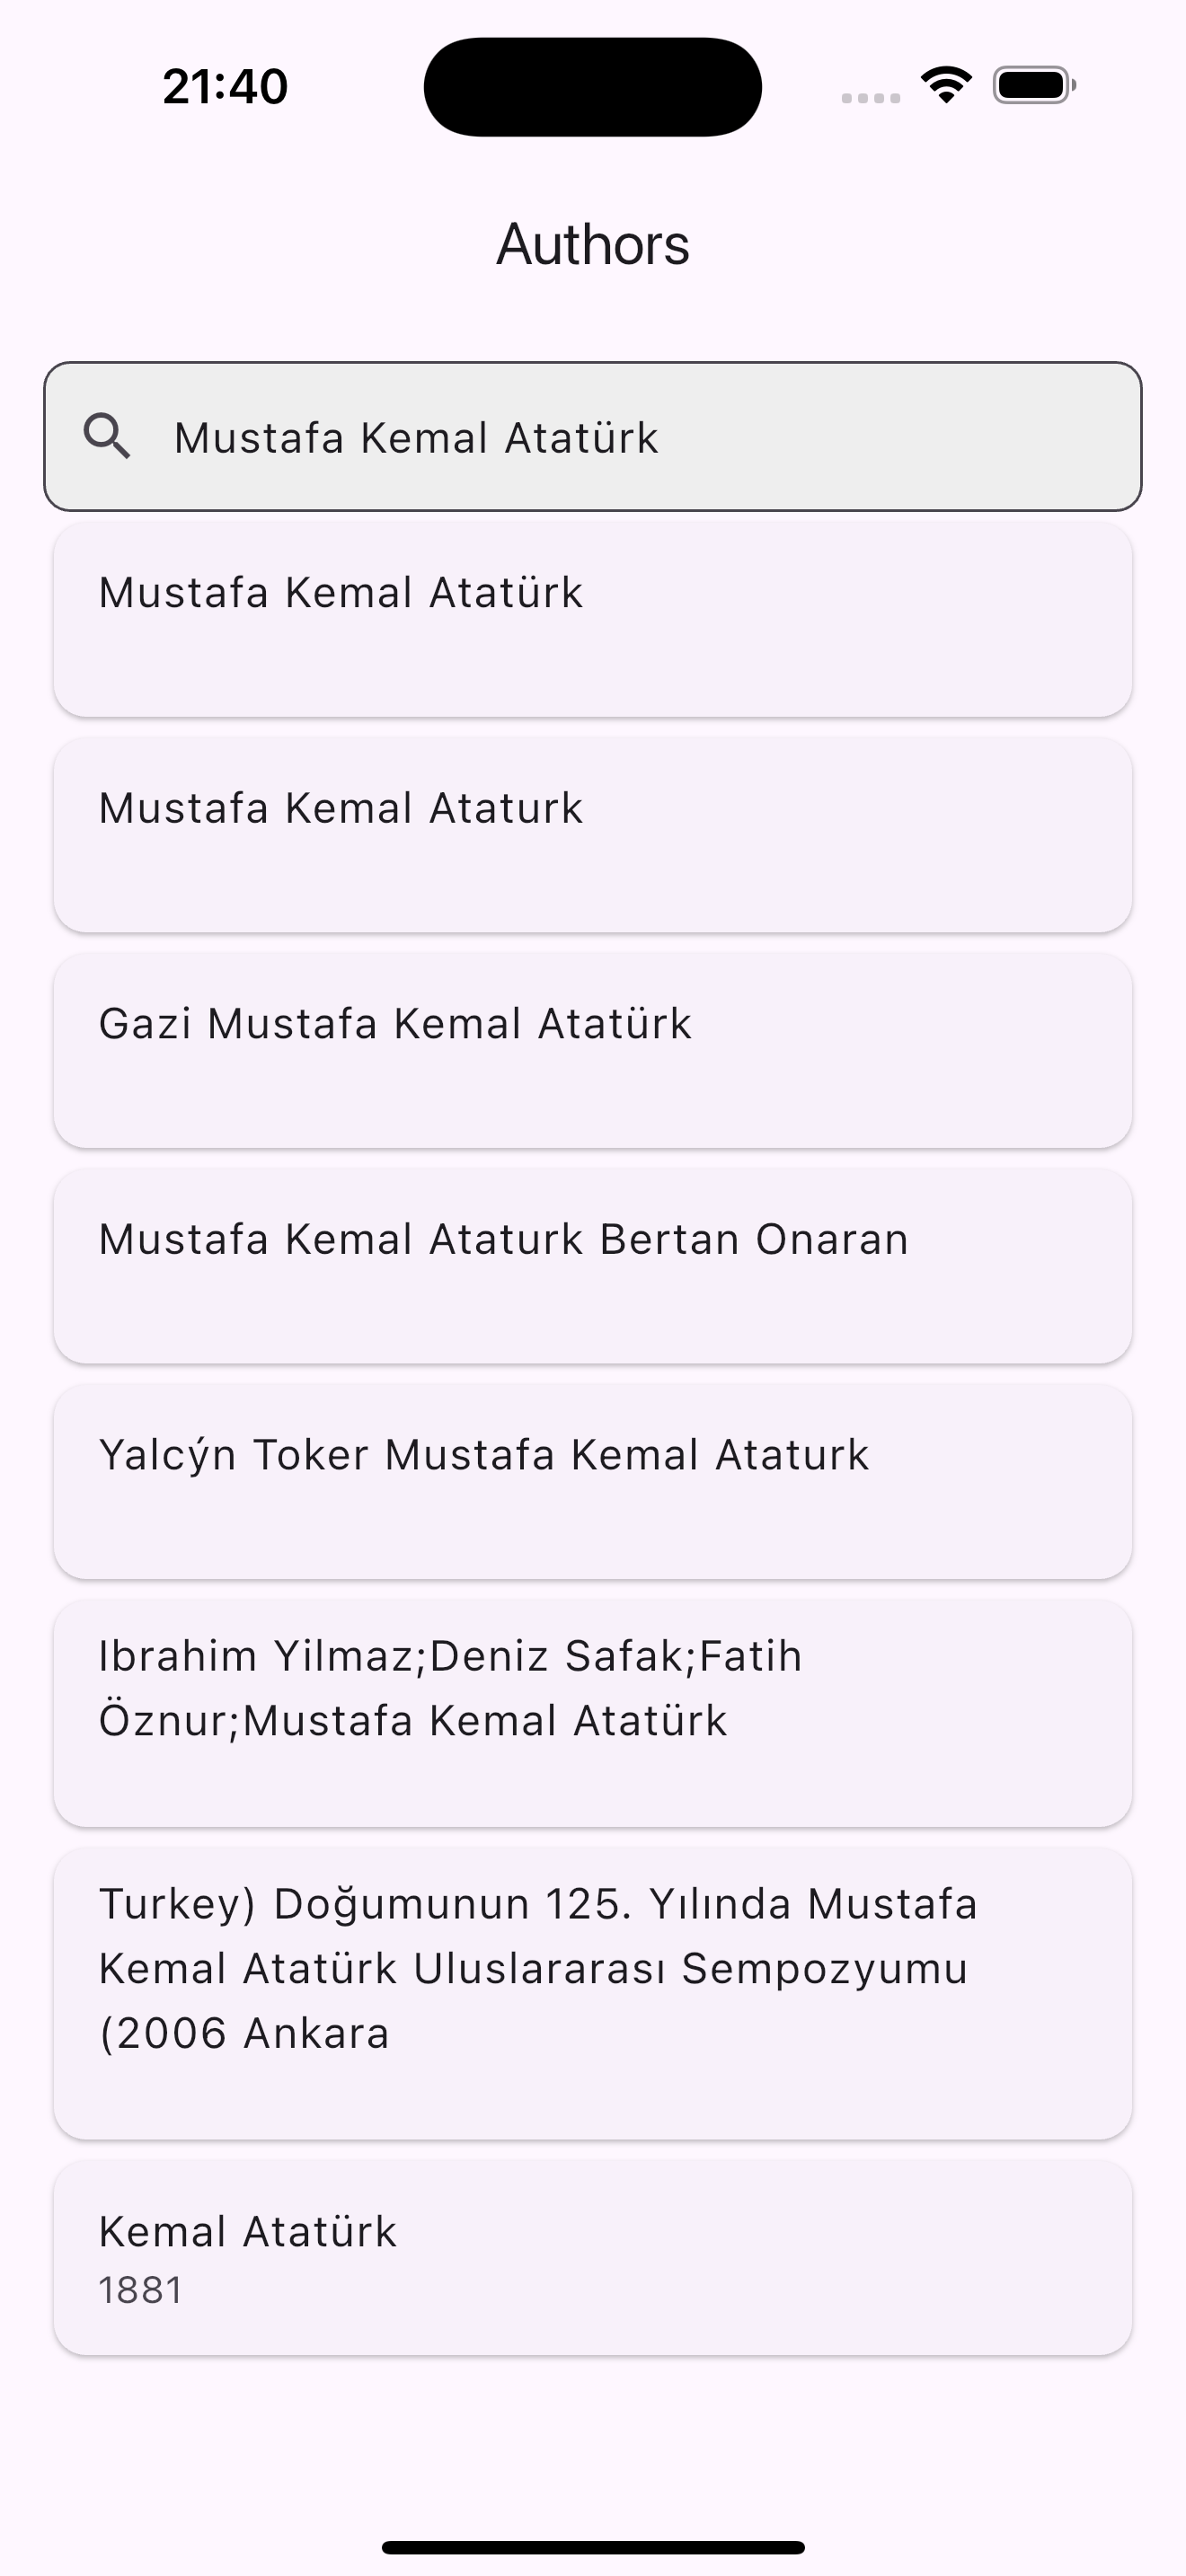 21:40
Authors
Mustafa Kemal Atatürk
Mustafa Kemal Atatürk
Mustafa Kemal Ataturk
Gazi Mustafa Kemal Atatürk
Mustafa Kemal Ataturk Bertan Onaran
Yalcýn Toker Mustafa Kemal Ataturk
Ibrahim Yilmaz;Deniz Safak;Fatih
Öznur;Mustafa Kemal Atatürk
Turkey) Doğumunun 125. Yılında Mustafa
Kemal Atatürk Uluslararası Sempozyumu
(2006 Ankara
Kemal Atatürk
1881